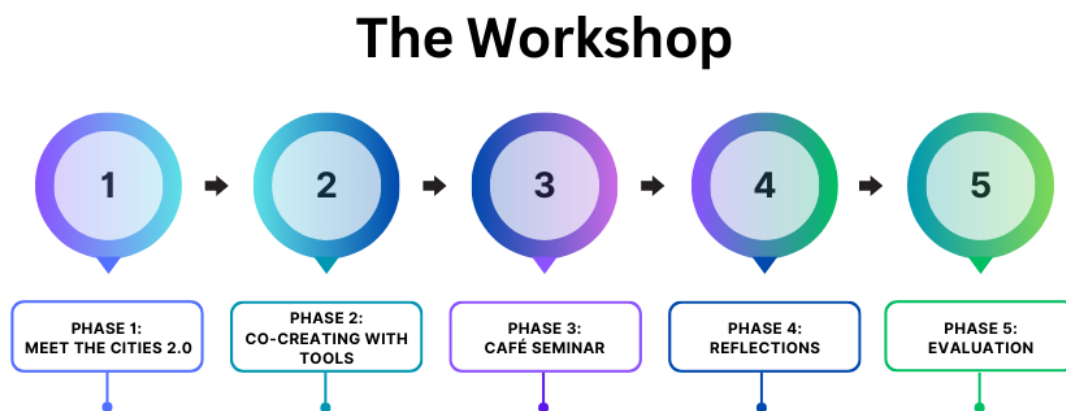 The Workshop
1
2
3
4
5
PHASE 1:
MEET THE CITIES 2.0
PHASE 2:
CO-CREATING WITH
TOOLS
PHASE 3:
CAFÉ SEMINAR
PHASE 4:
REFLECTIONS
PHASE 5:
EVALUATION